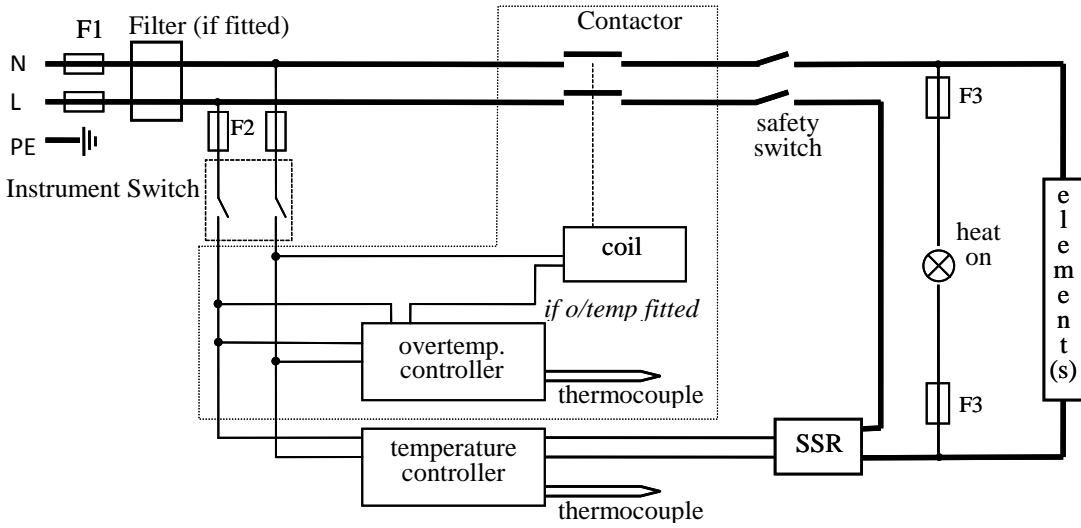 F1
Filter (if fitted)
Contactor
N
L
PE
F2
F3
safety
switch
Instrument Switch
coil
heat
on
element(s)
if o/temp fitted
overtemp.
controller
thermocouple
F3
temperature
controller
SSR
thermocouple